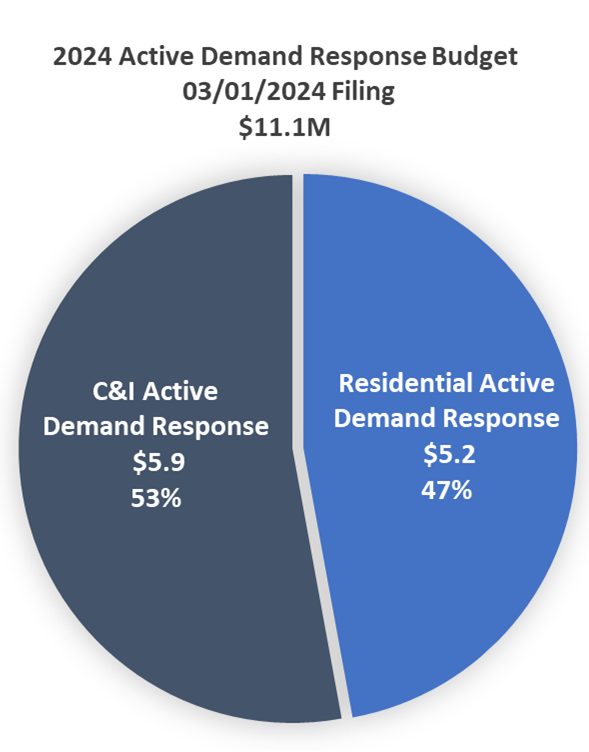 2024 Active Demand Response Budget
03/01/2024 Filing
$11.1M
C&I Active
Demand Response
$5.9
53%
Residential Active
Demand Response
$5.2
47%